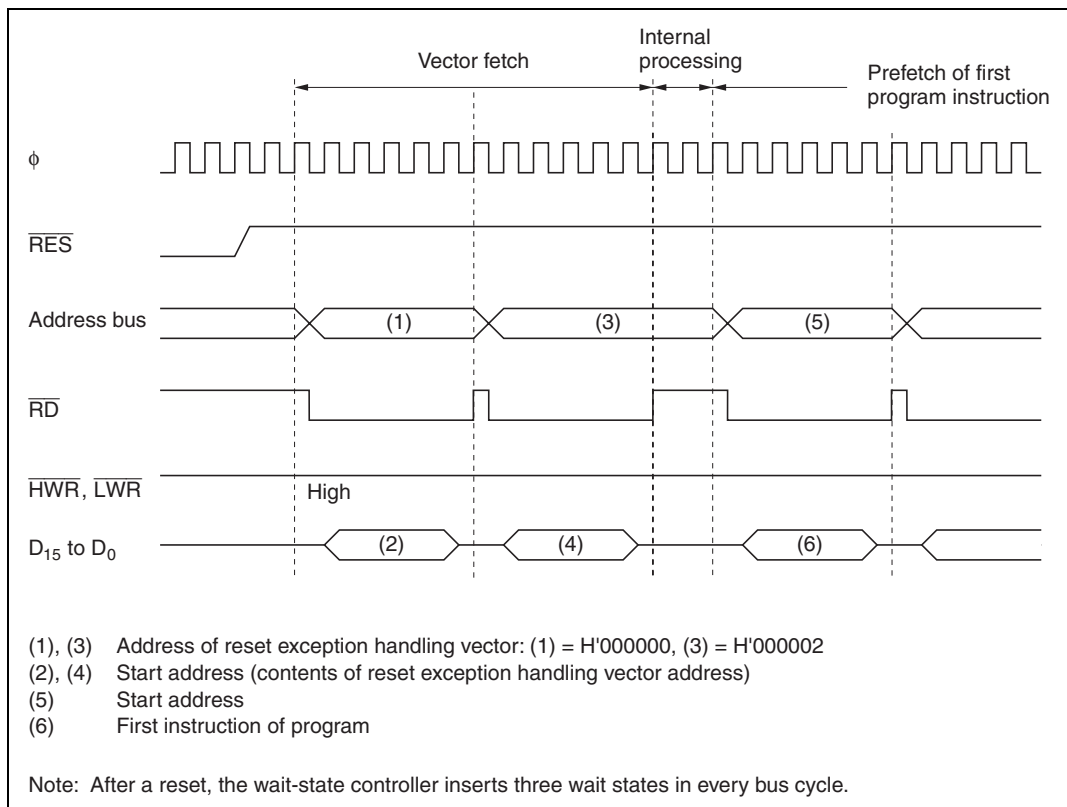 Internal
processing
Vector fetch
Prefetch of first
program instruction
φ
RES
Address bus
(1)
(3)
(5)
RD
HWR, LWR
High
D15 to D0
(2)
(4)
(6)
(1), (3) Address of reset exception handling vector: (1) = H'000000, (3) = H'000002
(2), (4) Start address (contents of reset exception handling vector address)
(5) Start address
(6) First instruction of program
Note: After a reset, the wait-state controller inserts three wait states in every bus cycle.